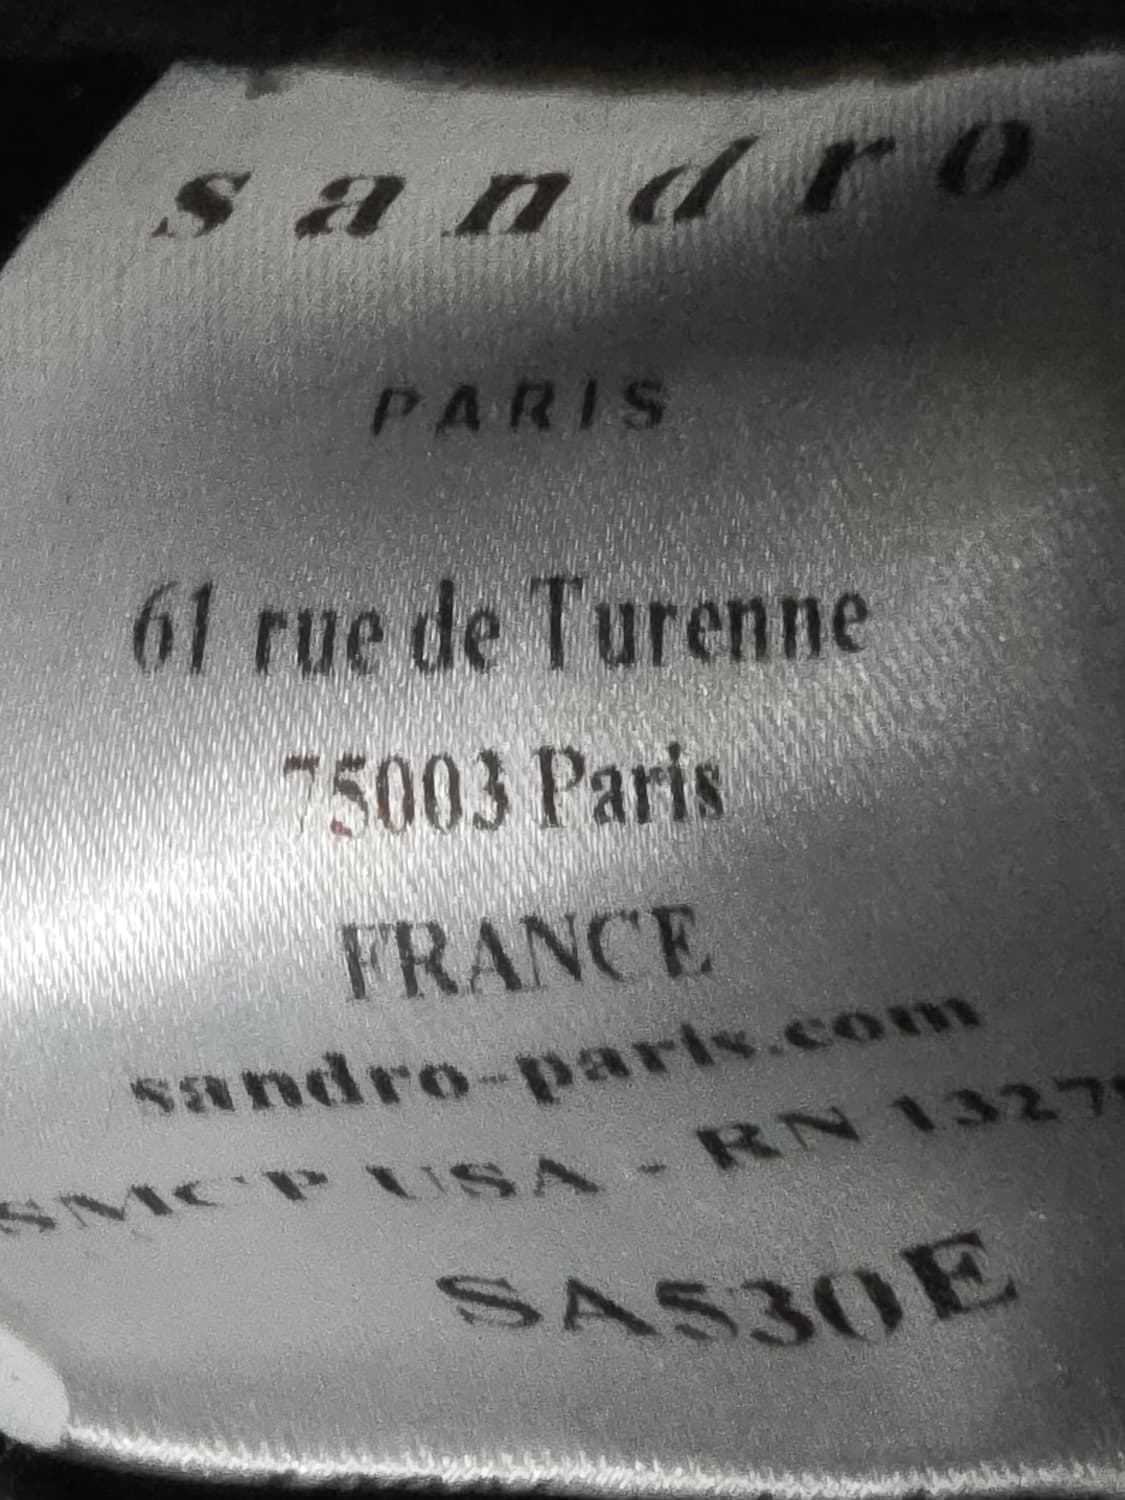 sandro
PARIS
61 rue de Turenne
75003 Paris
FRANCE
sandro-paris.com
SMCP USA - RN
SA530E